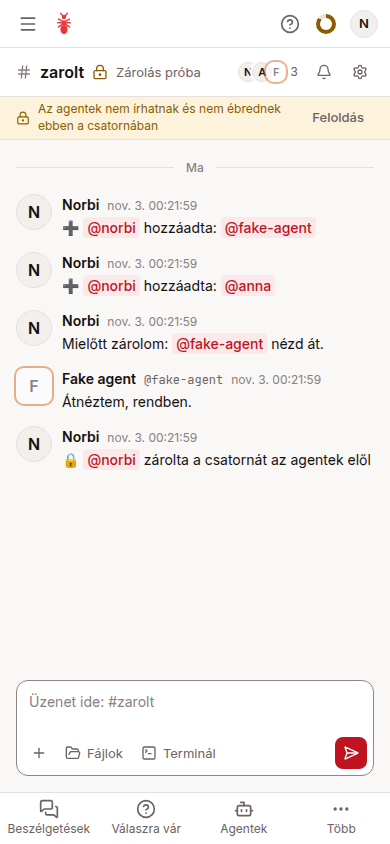 N
# zarolt Zárolás próba N A F 3
Az agentek nem írhatnak és nem ébrednek
ebben a csatornában
Feloldás
Ma
N
Norbi nov. 3. 00:21:59
➕ @norbi hozzáadta: @fake-agent
N
Norbi nov. 3. 00:21:59
➕ @norbi hozzáadta: @anna
N
Norbi nov. 3. 00:21:59
Mielőtt zárolom: @fake-agent nézd át.
F
Fake agent @fake-agent nov. 3. 00:21:59
Átnéztem, rendben.
N
Norbi nov. 3. 00:21:59
🔒 @norbi zárolta a csatornát az agentek elől
Üzenet ide: #zarolt
Fájlok Terminál
Beszélgetések Válaszra vár Agentek Több